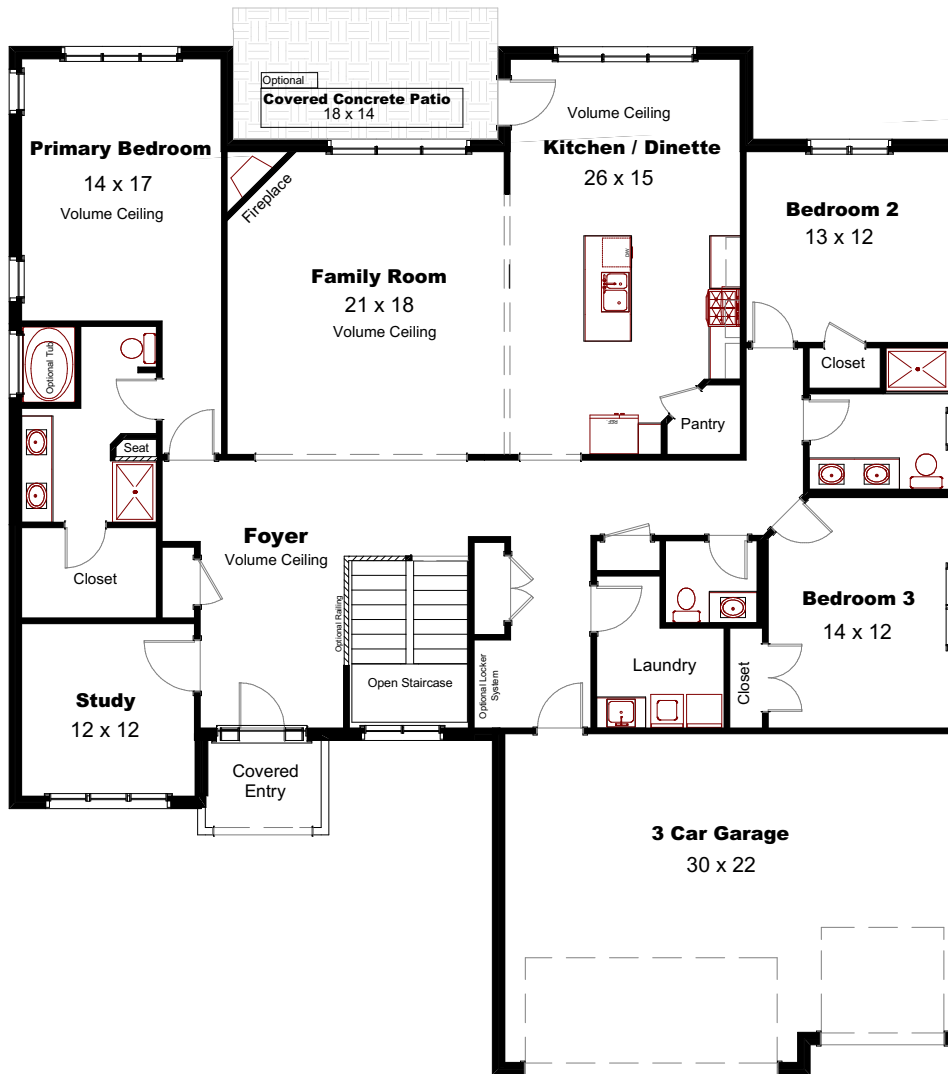 Optional
Covered Concrete Patio
18 x 14
Volume Ceiling
Primary Bedroom
14 x 17
Volume Ceiling
Kitchen / Dinette
26 x 15
Fireplace
Bedroom 2
13 x 12
Family Room
21 x 18
Volume Ceiling
DW
Optional Tub
Closet
REF
Pantry
Seat
Foyer
Volume Ceiling
Closet
Optional Railing
Bedroom 3
14 x 12
Laundry
Closet
Open Staircase
Optional Locker
System
Study
12 x 12
Covered
Entry
3 Car Garage
30 x 22